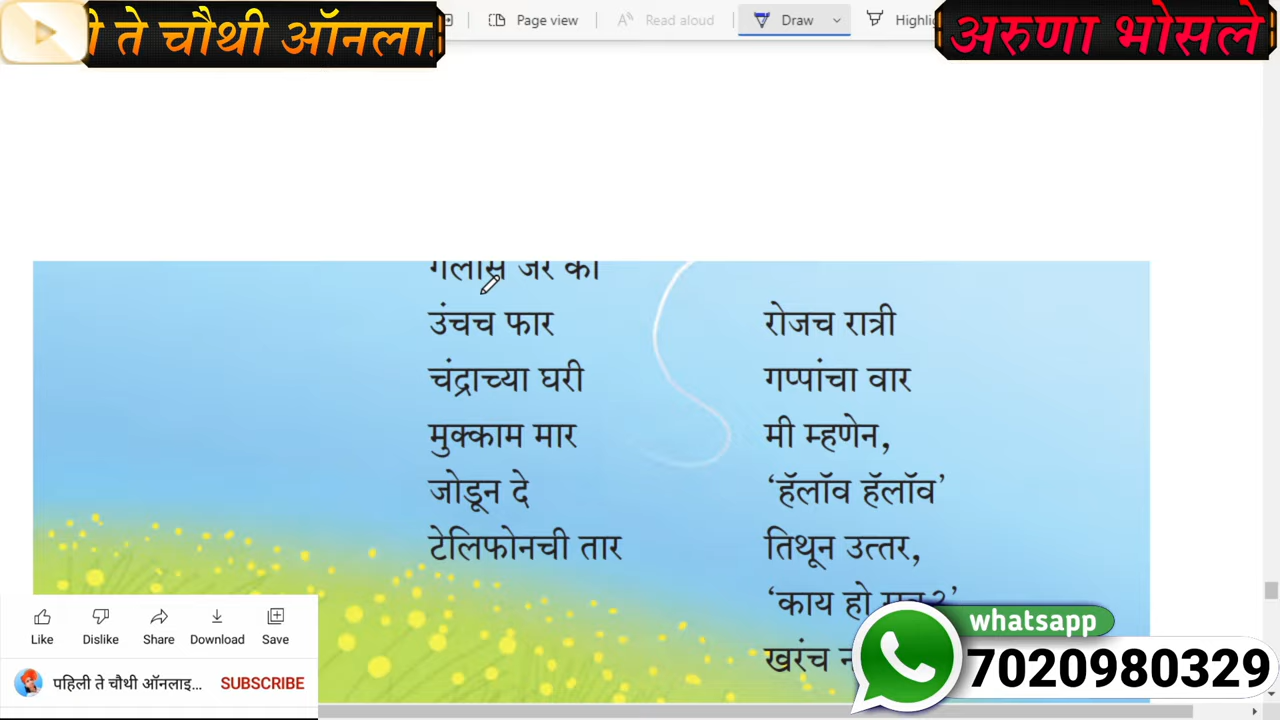 ते चौथी ऑनला
Page view
Read aloud
Draw
अरुणा भोसले
गेलास जर का
उंचच फार
चंद्राच्या घरी
मुक्काम मार
जोडून दे
टेलिफोनची तार
रोजच रात्री
गप्पांचा वार
मी म्हणेन,
‘हॅलॉव हॅलॉव’
तिथून उत्तर,
‘काय हो
खरंच
Like
Dislike
Share
Download
Save
पहिली ते चौथी ऑनलाइ...
SUBSCRIBE
whatsapp
7020980329